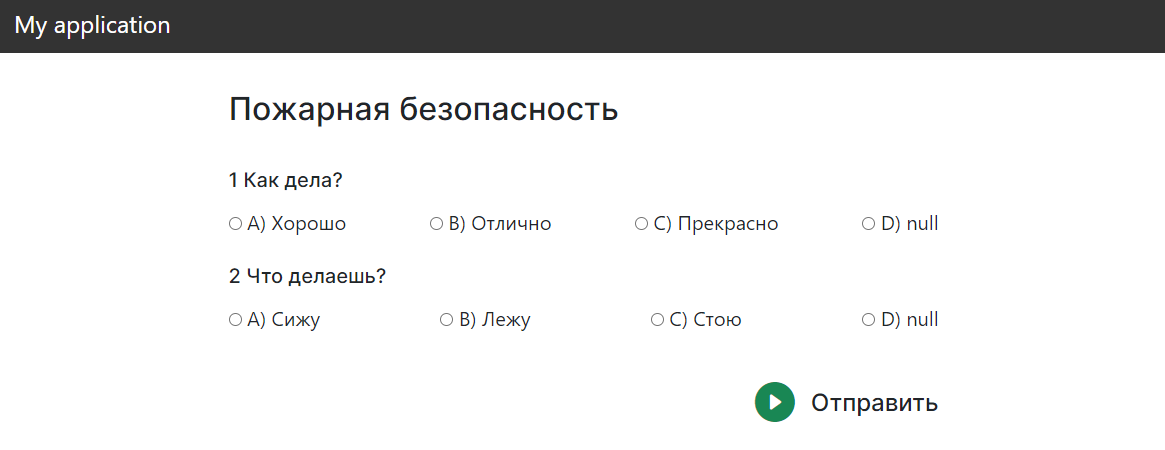 My application
Пожарная безопасность
1 Как дела?
A) Хорошо B) Отлично C) Прекрасно D) null
2 Что делаешь?
A) Сижу B) Лежу C) Стою D) null
Отправить